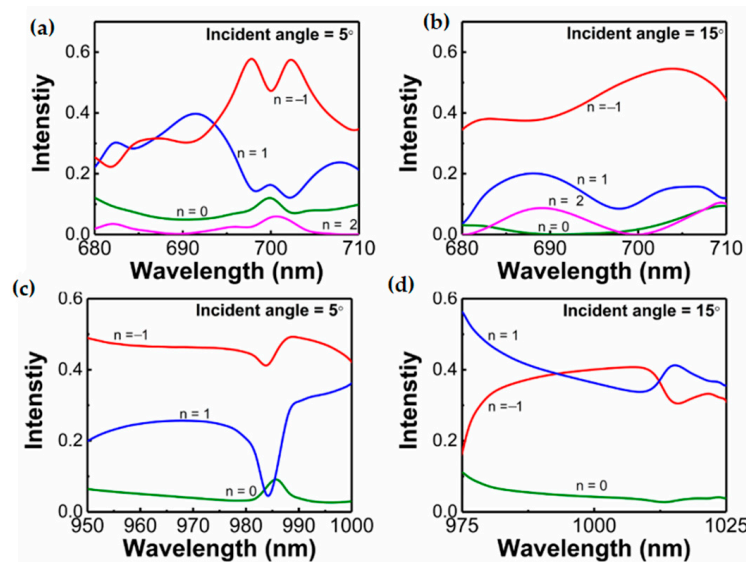 (a)
Incident angle = 5°
0.6
0.4
0.2
0.0
Intenstiy
n =–1
n = 1
n = 0
n = 2
680
690
700
710
Wavelength (nm)
(b)
Incident angle = 15°
0.6
0.4
0.2
0.0
Intenstiy
n =–1
n = 1
n = 2
n = 0
680
690
700
710
Wavelength (nm)
(c)
Incident angle = 5°
0.6
0.4
0.2
0.0
Intenstiy
n =–1
n = 1
n = 0
950
960
970
980
990
1000
Wavelength (nm)
(d)
Incident angle = 15°
0.6
0.4
0.2
0.0
Intenstiy
n = 1
n =–1
n = 0
975
1000
1025
Wavelength (nm)